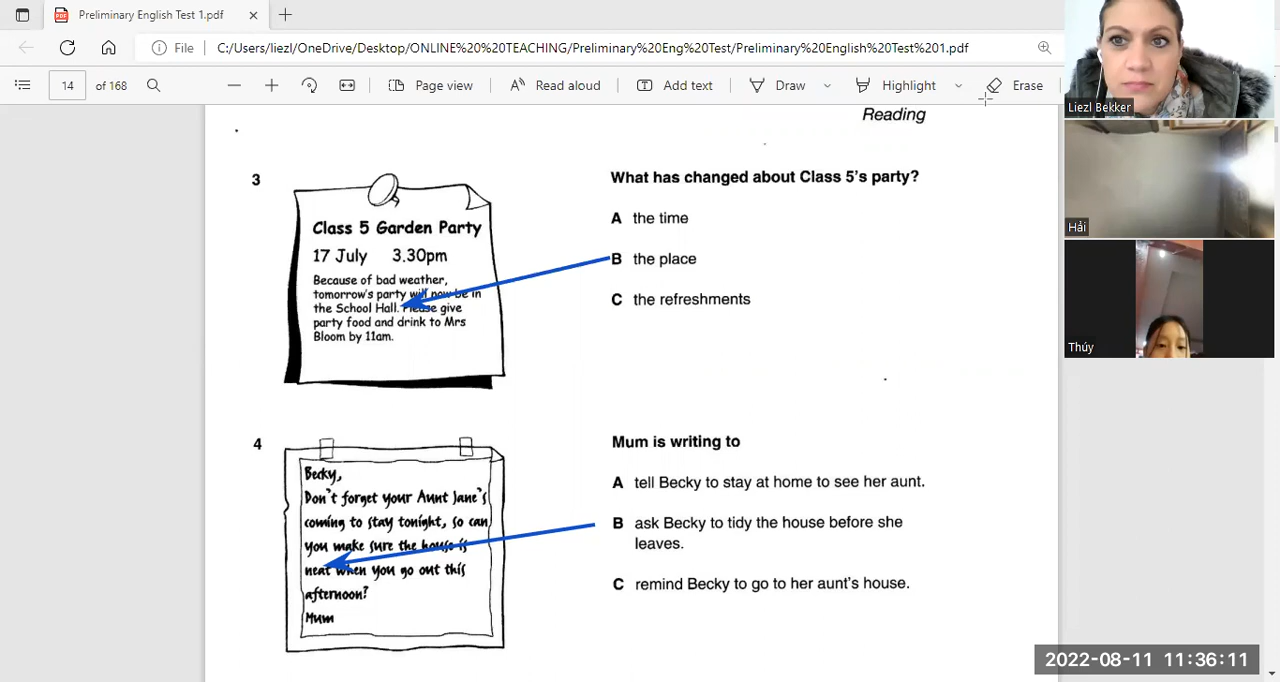 Preliminary English Test 1.pdf
File
C:/Users/liezl/OneDrive/Desktop/ONLINE%20%20TEACHING/Preliminary%20Eng%20Test/Preliminary%20English%20Test%201.pdf
14 of 168
Page view
Read aloud
Add text
Draw
Highlight
Erase
Liezl Bekker
Hải
Thúy
Reading
3
Class 5 Garden Party
17 July 3.30pm
Because of bad weather,
tomorrow's party will now be in
the School Hall. Please give
party food and drink to Mrs
Bloom by 11am.
What has changed about Class 5's party?
A the time
B the place
C the refreshments
4
Becky,
Don't forget your Aunt Jane's
coming to stay tonight, so can
you make sure the house is
neat when you go out this
afternoon?
Mum
Mum is writing to
A tell Becky to stay at home to see her aunt.
B ask Becky to tidy the house before she
leaves.
C remind Becky to go to her aunt's house.
2022-08-11 11:36:11